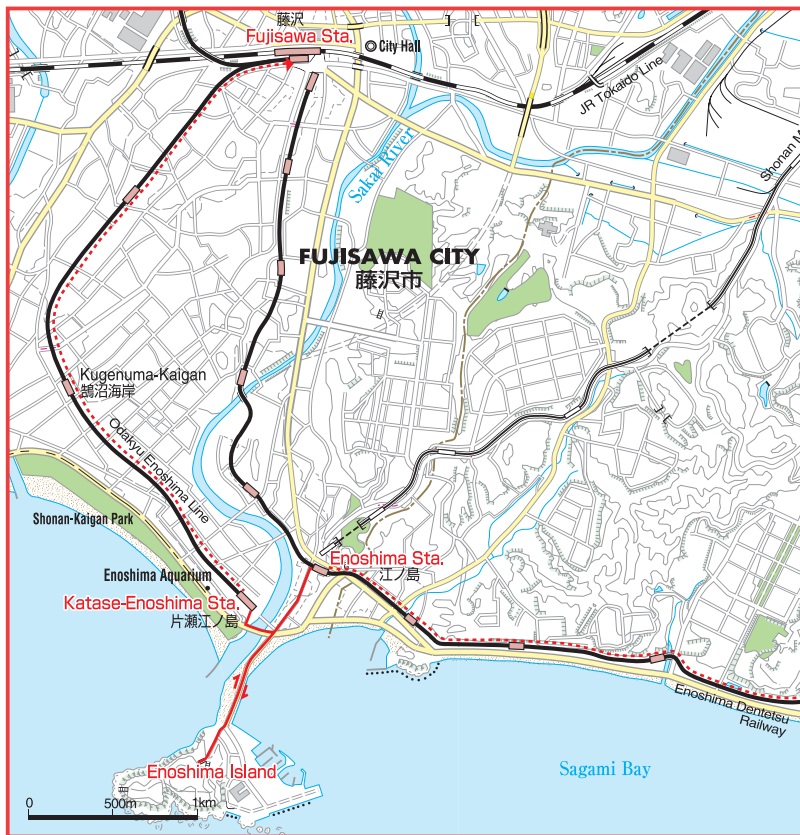 藤沢
Fujisawa Sta.
City Hall
JR Tokaido Line
Shonan M
Sakai River
FUJISAWA CITY
藤沢市
Kugenuma-Kaigan
鵠沼海岸
Odakyu Enoshima Line
Shonan-Kaigan Park
Enoshima Aquarium
Katase-Enoshima Sta.
片瀬江ノ島
Enoshima Sta.
江ノ島
Enoshima Dentetsu
Railway
Enoshima Island
Sagami Bay
0 500m 1km